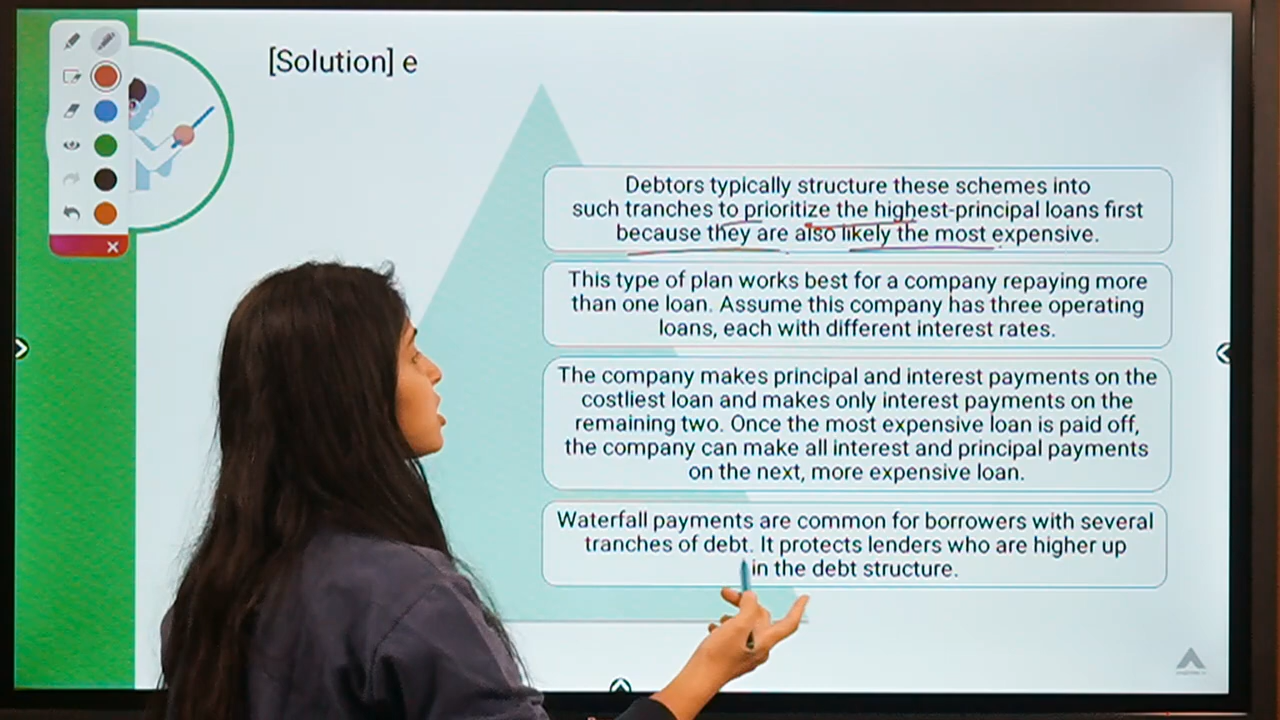 [Solution] e
Debtors typically structure these schemes into
such tranches to prioritize the highest-principal loans first
because they are also likely the most expensive.
This type of plan works best for a company repaying more
than one loan. Assume this company has three operating
loans, each with different interest rates.
The company makes principal and interest payments on the
costliest loan and makes only interest payments on the
remaining two. Once the most expensive loan is paid off,
the company can make all interest and principal payments
on the next, more expensive loan.
Waterfall payments are common for borrowers with several
tranches of debt. It protects lenders who are higher up
in the debt structure.